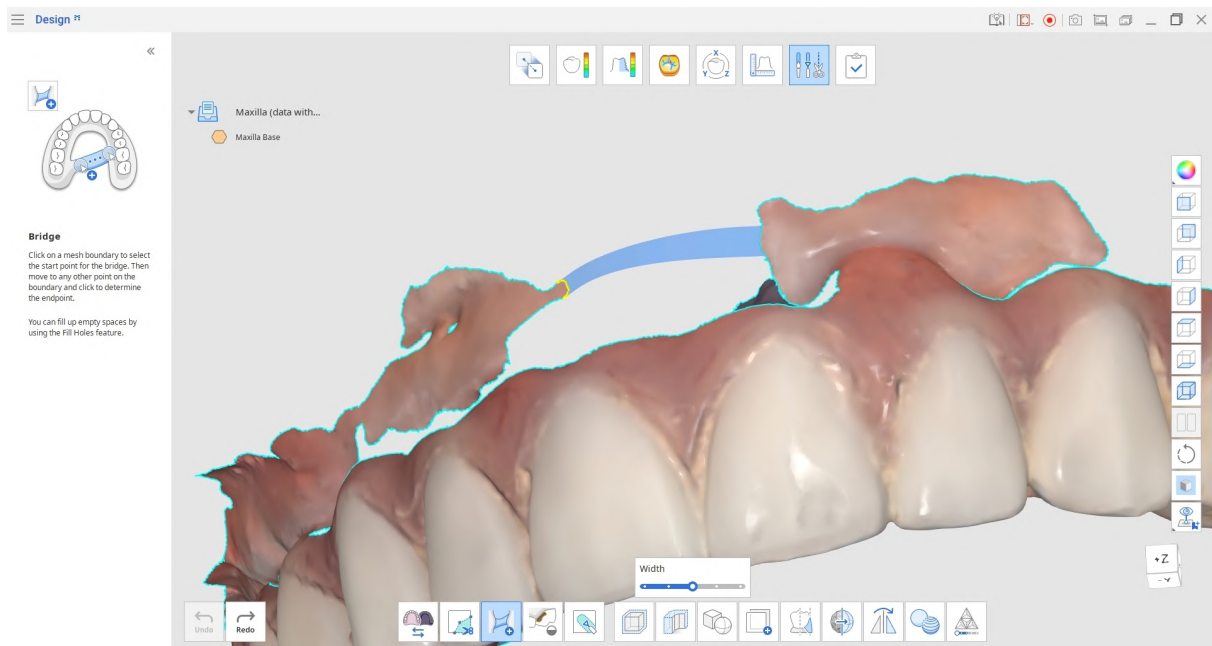 Design
Maxilla (data with...
Maxilla Base
Bridge
Click on a mesh boundary to select
the start point for the bridge. Then
move to any other point on the
boundary and click to determine
the endpoint.
You can fill up empty spaces by
using the Fill Holes feature.
+Z
Width
Undo
Redo